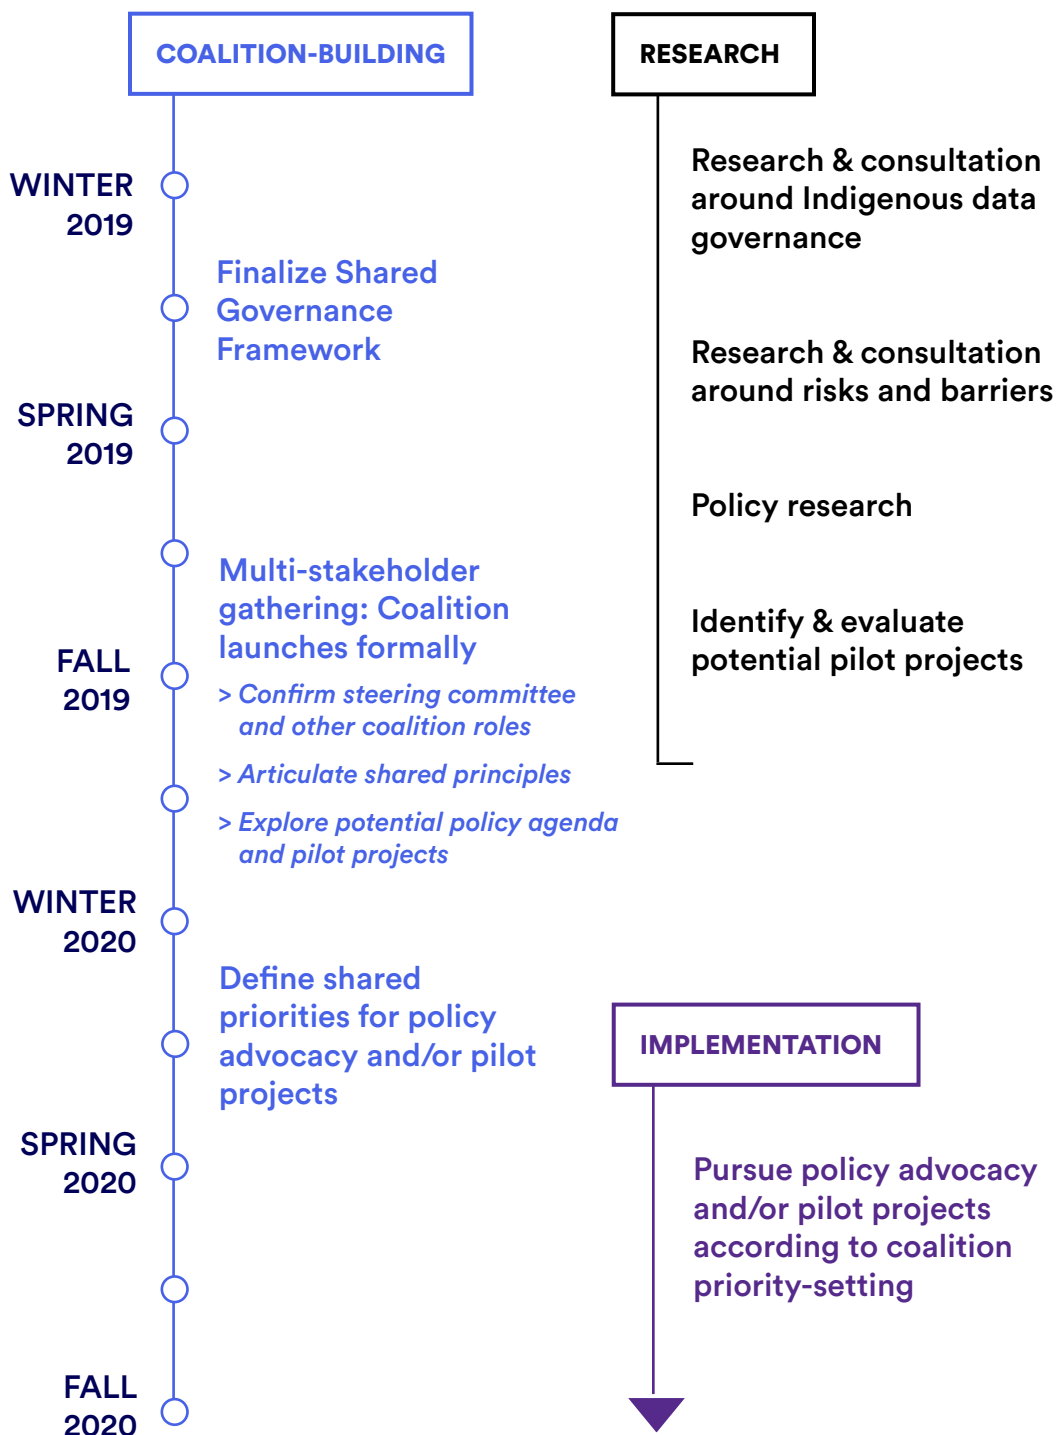 COALITION-BUILDING
WINTER
2019
Finalize Shared
Governance
Framework
SPRING
2019
Multi-stakeholder
gathering: Coalition
launches formally
FALL
2019
> Confirm steering committee
and other coalition roles
> Articulate shared principles
> Explore potential policy agenda
and pilot projects
WINTER
2020
Define shared
priorities for policy
advocacy and/or pilot
projects
SPRING
2020
FALL
2020
RESEARCH
Research & consultation
around Indigenous data
governance
Research & consultation
around risks and barriers
Policy research
Identify & evaluate
potential pilot projects
IMPLEMENTATION
Pursue policy advocacy
and/or pilot projects
according to coalition
priority-setting